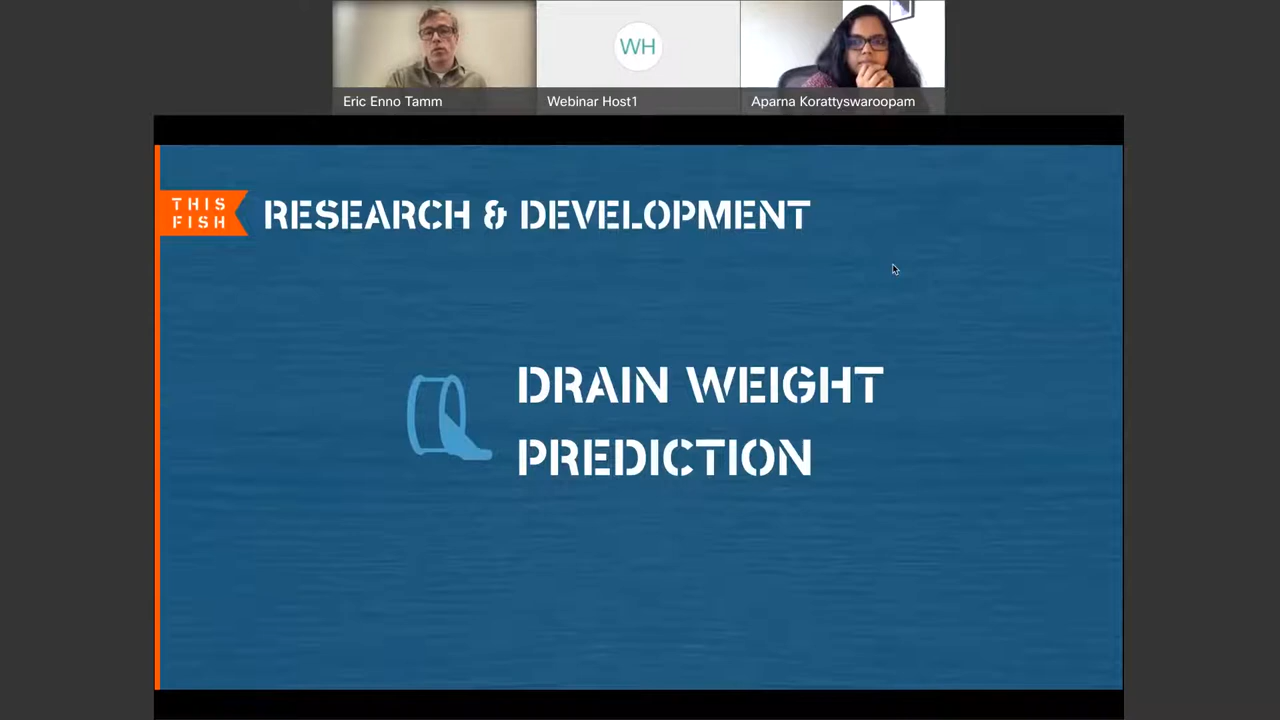 WH
Eric Enno Tamm
Webinar Host1
Aparna Korattyswaroopam
THIS
FISH
RESEARCH & DEVELOPMENT
DRAIN WEIGHT
PREDICTION